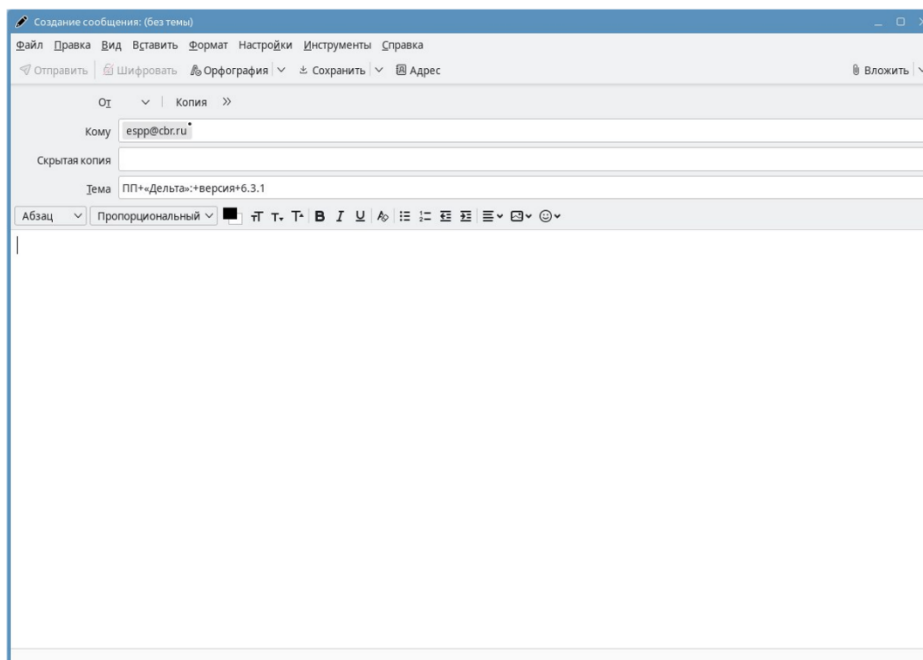 Создание сообщения: (без темы)
Файл Правка Вид Вставить Формат Настройки Инструменты Справка
Отправить Шифровать Орфография Сохранить Адрес Вложить
От Копия »
Кому espp@cbr.ru
Скрытая копия
Тема ПП+«Дельта»:+версия+6.3.1
Абзац Пропорциональный